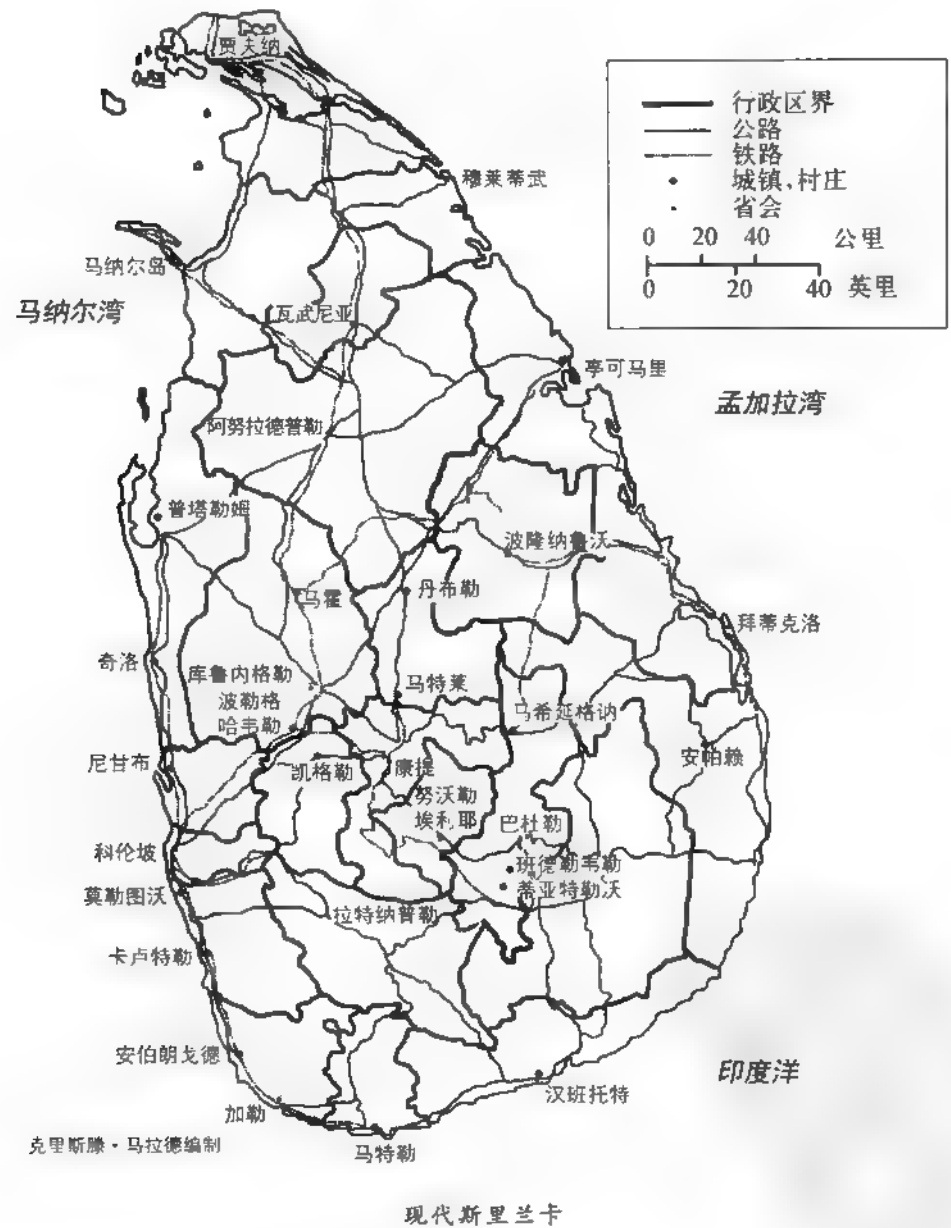 贾夫纳
行政区界
公路
铁路
城镇,村庄
省会
0 20 40 公里
0 20 40 英里
穆莱蒂武
马纳尔岛
马纳尔湾
瓦武尼亚
亭可马里
孟加拉湾
阿努拉德普勒
普塔勒姆
波隆纳鲁沃
马霍
丹布勒
拜蒂克洛
奇洛
库鲁内格勒
波勒格
哈韦勒
马特莱
马希延格讷
尼甘布
凯格勒
康提
安帕赖
努沃勒
埃利耶
巴杜勒
科伦坡
班德勒韦勒
莫勒图沃
蒂亚特勒沃
拉特纳普勒
卡卢特勒
安伯朗戈德
印度洋
汉班托特
加勒
克里斯滕·马拉德编制
马特勒
现代斯里兰卡